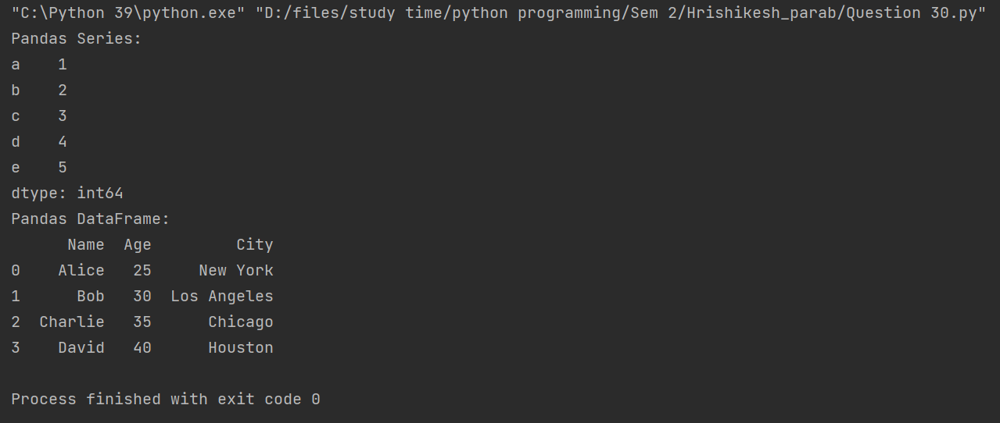 "C:\Python 39\python.exe" "D:/files/study time/python programming/Sem 2/Hrishikesh_parab/Question 30.py"
Pandas Series:
a    1
b    2
c    3
d    4
e    5
dtype: int64
Pandas DataFrame:
      Name  Age         City
0    Alice   25     New York
1      Bob   30  Los Angeles
2  Charlie   35      Chicago
3    David   40      Houston
Process finished with exit code 0